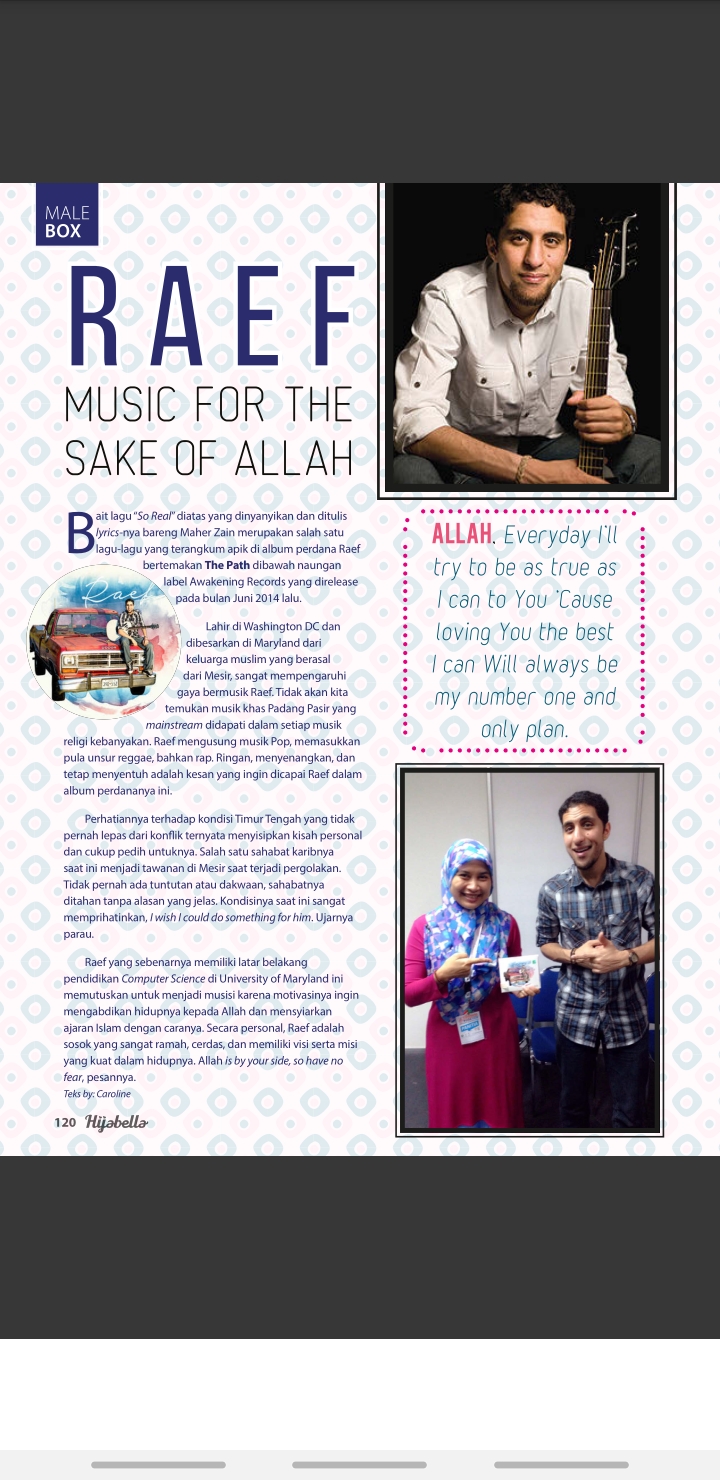 MALE
BOX
RAEF
MUSIC FOR THE
SAKE OF ALLAH
Bait lagu "So Real" diatas yang dinyanyikan dan ditulis
lyrics-nya bareng Maher Zain merupakan salah satu
lagu-lagu yang terangkum apik di album perdana Raef
bertemakan The Path dibawah naungan
label Awakening Records yang direlease
pada bulan Juni 2014 lalu.
Raef
Lahir di Washington DC dan
dibesarkan di Maryland dari
keluarga muslim yang berasal
dari Mesir, sangat mempengaruhi
gaya bermusik Raef. Tidak akan kita
temukan musik khas Padang Pasir yang
mainstream didapati dalam setiap musik
religi kebanyakan. Raef mengusung musik Pop, memasukkan
pula unsur reggae, bahkan rap. Ringan, menyenangkan, dan
tetap menyentuh adalah kesan yang ingin dicapai Raef dalam
album perdananya ini.
Perhatiannya terhadap kondisi Timur Tengah yang tidak
pernah lepas dari konflik ternyata menyisipkan kisah personal
dan cukup pedih untuknya. Salah satu sahabat karibnya
saat ini menjadi tawanan di Mesir saat terjadi pergolakan.
Tidak pernah ada tuntutan atau dakwaan, sahabatnya
ditahan tanpa alasan yang jelas. Kondisinya saat ini sangat
memprihatinkan, I wish I could do something for him. Ujarnya
parau.
Raef yang sebenarnya memiliki latar belakang
pendidikan Computer Science di University of Maryland ini
memutuskan untuk menjadi musisi karena motivasinya ingin
mengabdikan hidupnya kepada Allah dan mensyiarkan
ajaran Islam dengan caranya. Secara personal, Raef adalah
sosok yang sangat ramah, cerdas, dan memiliki visi serta misi
yang kuat dalam hidupnya. Allah is by your side, so have no
fear, pesannya.
Teks by: Caroline
120 Hijabella
ALLAH. Everyday I'll
try to be as true as
I can to You 'Cause
loving You the best
I can Will always be
my number one and
only plan.